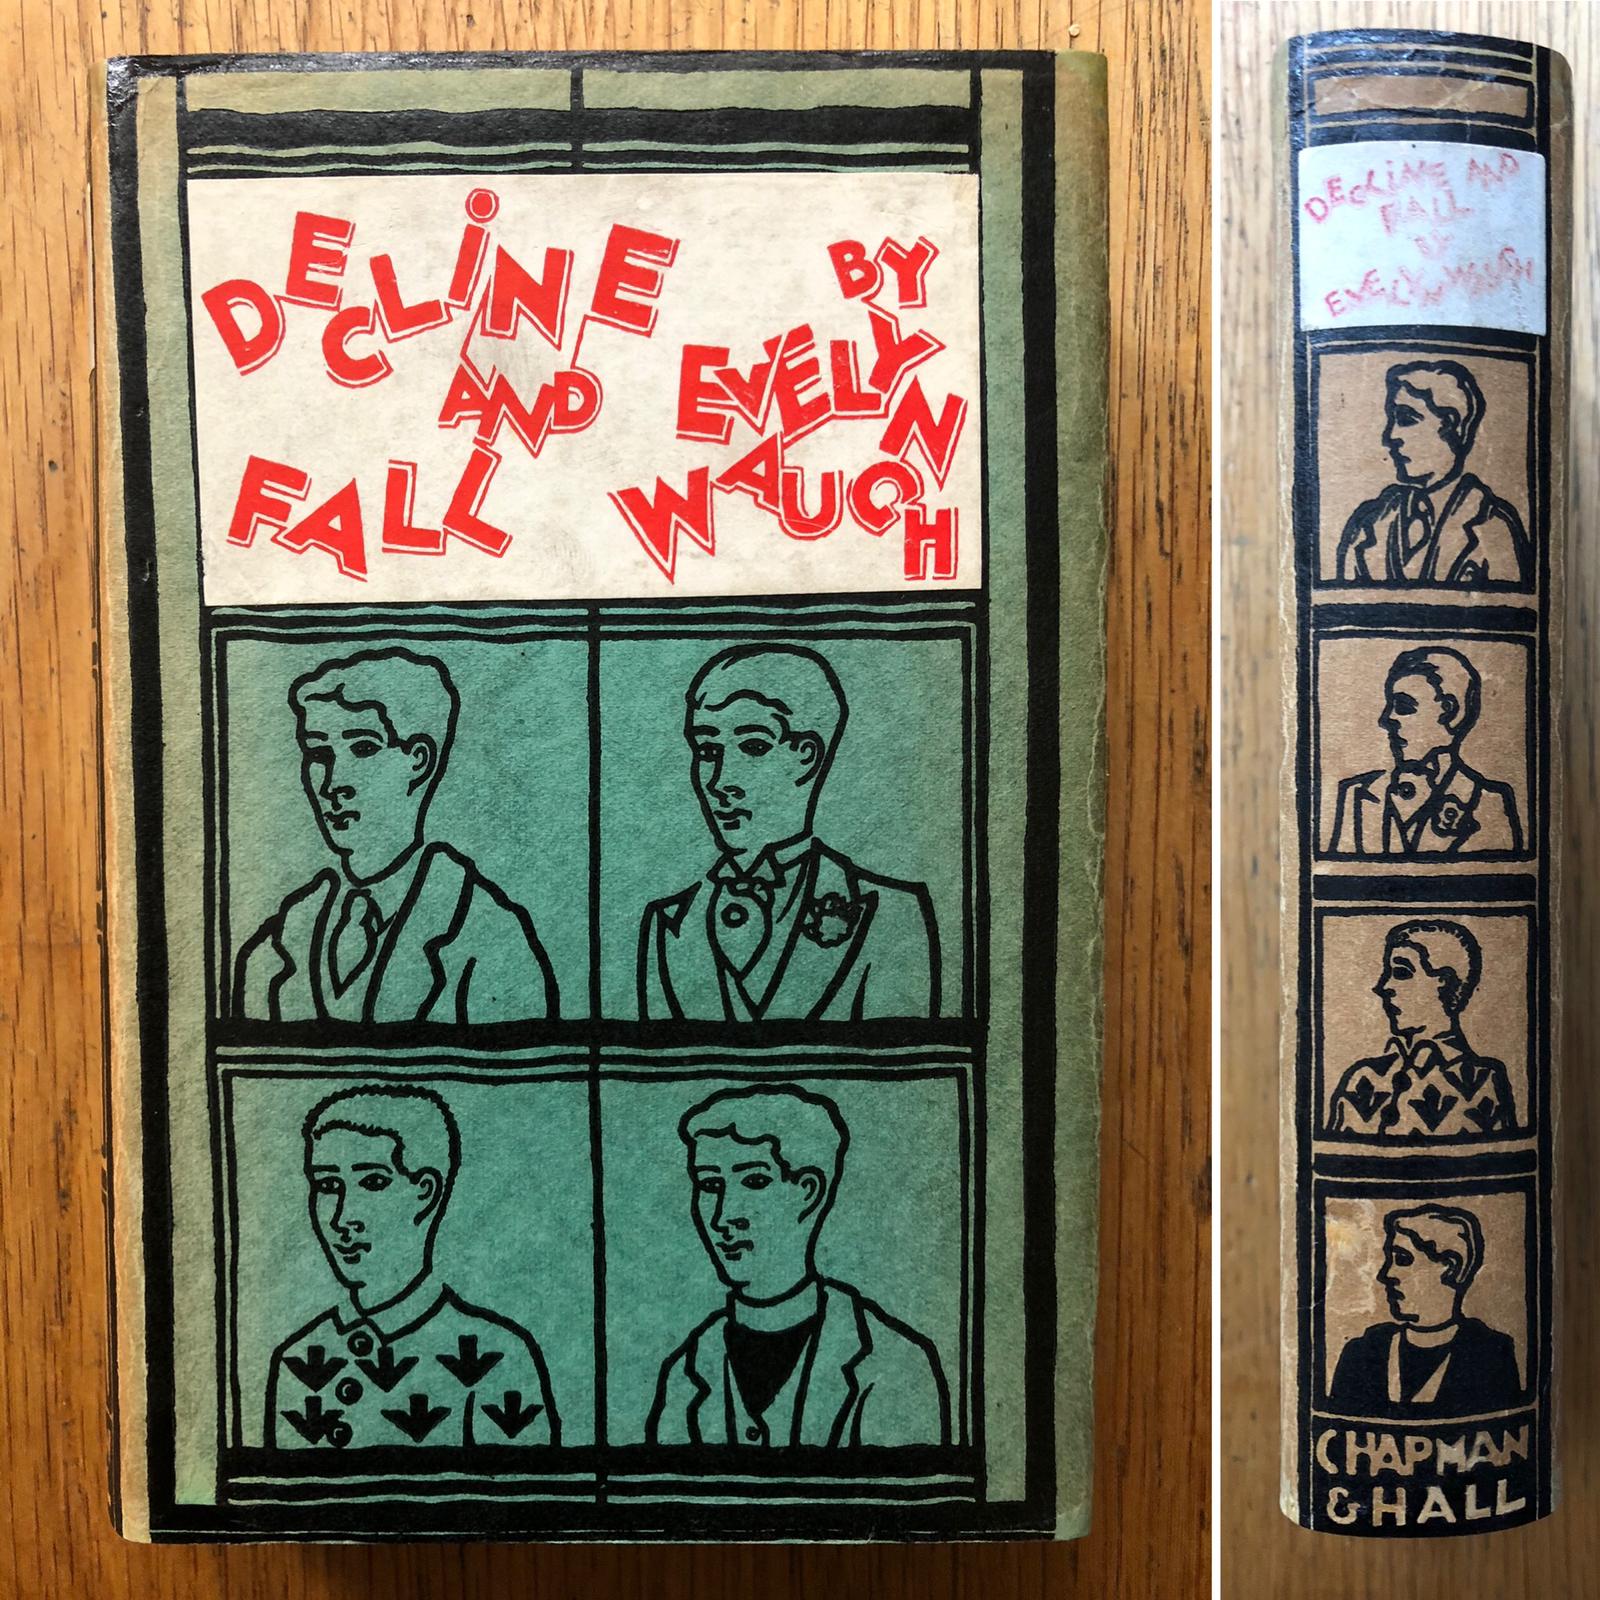 DECLiNE
AND
FALL
BY
EVELYN
WAUGH
DECLiNE AND
FALL
BY
EVELYN WAUGH
CHAPMAN
& HALL